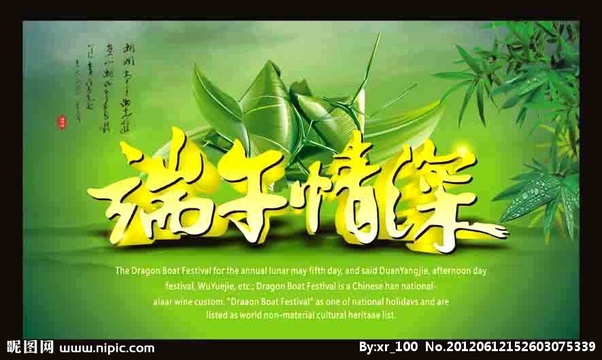 端午情深
The Dragon Boat Festival for the annual lunar may fifth day, and said DuanYangjie, afternoon day
festival, WuYuejie, etc.; Dragon Boat Festival is a Chinese han national-
alaar wine custom. "Draaon Boat Festival" as one of national holidavs and are
listed as world non-material cultural heritaae list.
昵图网 www.nipic.com
By:xr_100 No.20120612152603075339